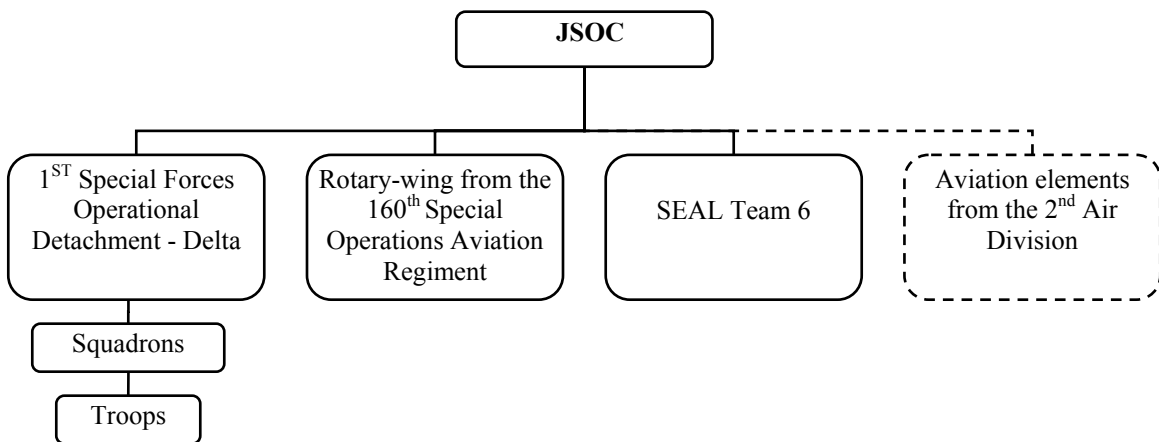 JSOC
1ST Special Forces
Operational
Detachment - Delta
Rotary-wing from the
160th Special
Operations Aviation
Regiment
SEAL Team 6
Aviation elements
from the 2nd Air
Division
Squadrons
Troops